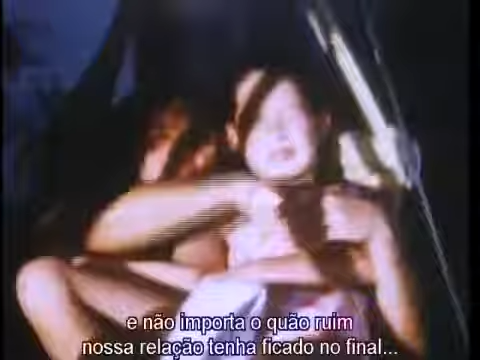 e não importa o quão ruim
nossa relação tenha ficado no final...